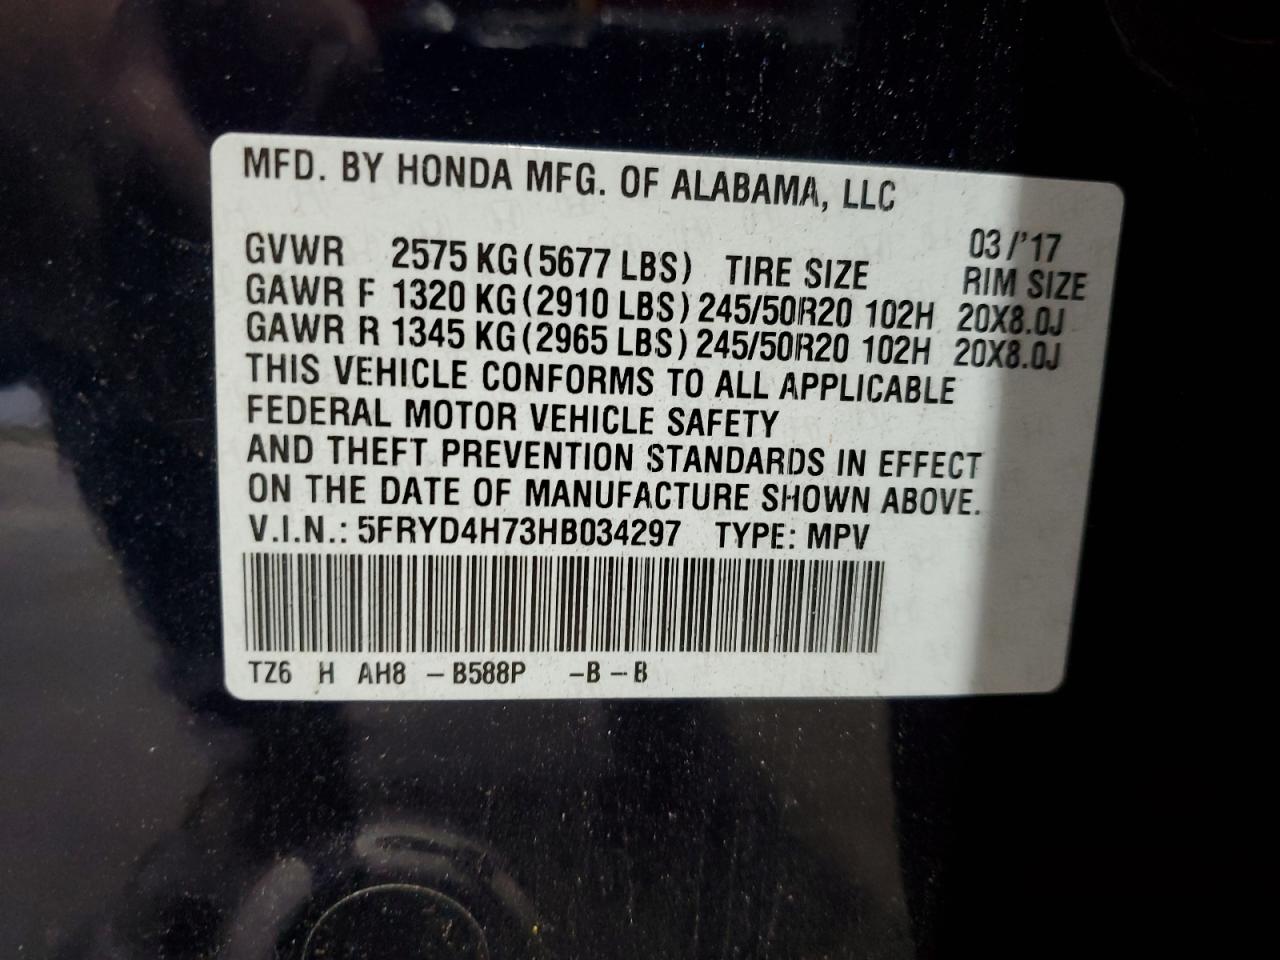 MFD. BY HONDA MFG. OF ALABAMA, LLC
03/'17
GVWR 2575 KG (5677 LBS) TIRE SIZE RIM SIZE
GAWR F 1320 KG (2910 LBS) 245/50R20 102H 20X8.0J
GAWR R 1345 KG (2965 LBS) 245/50R20 102H 20X8.0J
THIS VEHICLE CONFORMS TO ALL APPLICABLE
FEDERAL MOTOR VEHICLE SAFETY
AND THEFT PREVENTION STANDARDS IN EFFECT
ON THE DATE OF MANUFACTURE SHOWN ABOVE.
V.I.N.: 5FRYD4H73HB034297 TYPE: MPV
TZ6 H AH8 – B588P –B – B